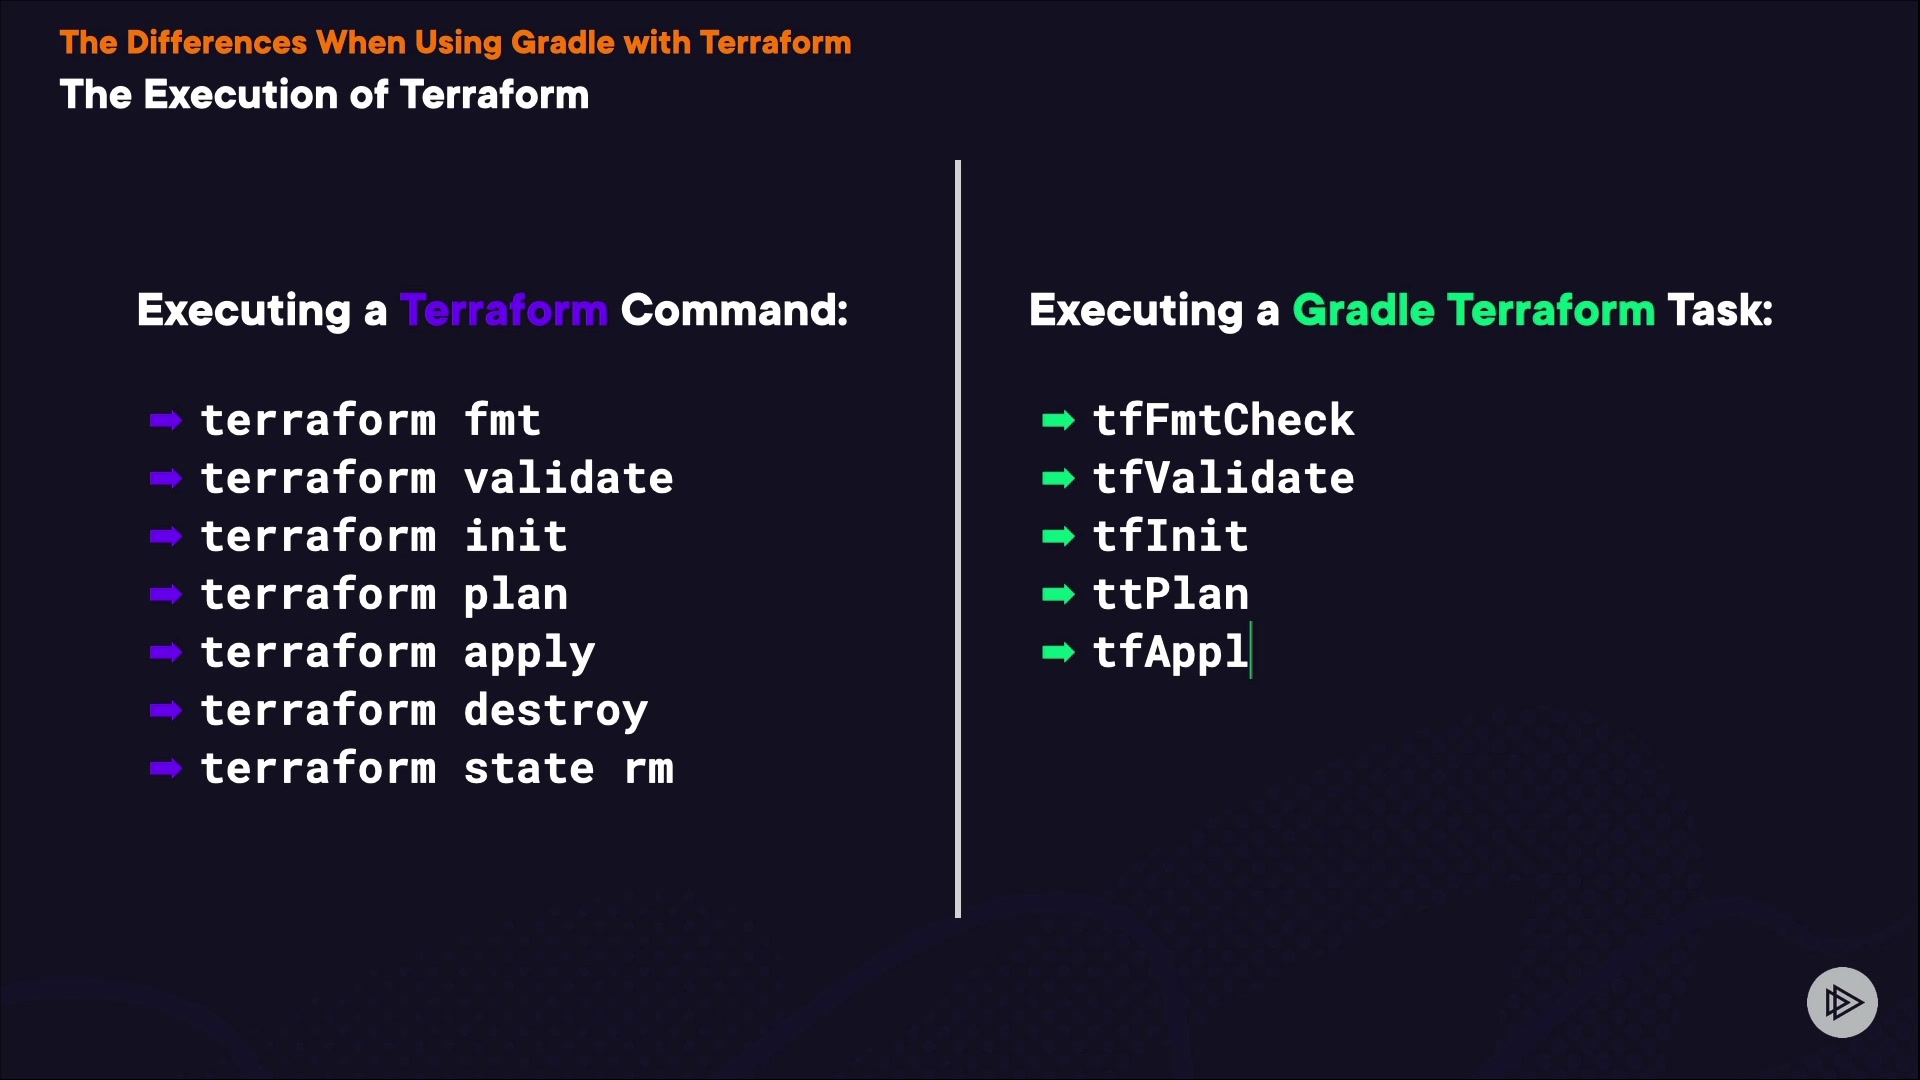 The Differences When Using Gradle with Terraform
The Execution of Terraform
Executing a Terraform Command:
terraform fmt
terraform validate
terraform init
terraform plan
terraform apply
terraform destroy
terraform state rm
Executing a Gradle Terraform Task:
tfFmtCheck
tfValidate
tfInit
ttPlan
tfAppl